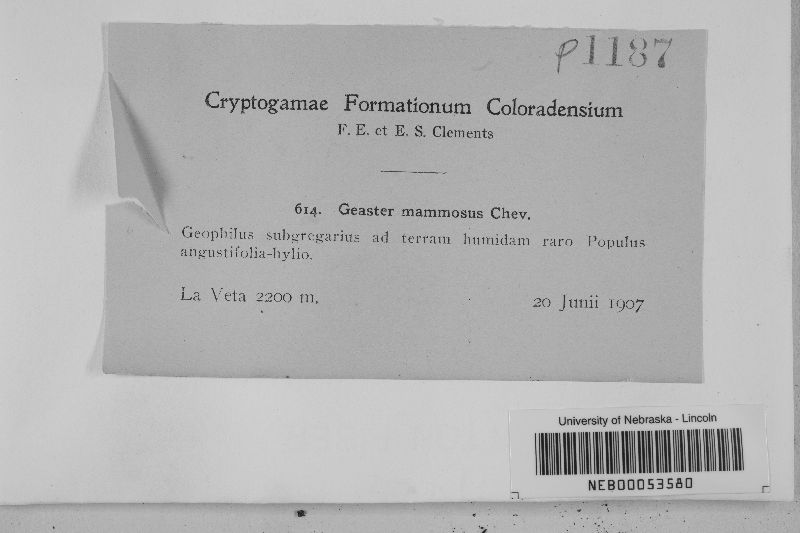 p1187
Cryptogamae Formationum Coloradensium
F. E. et E. S. Clements
614. Geaster mammosus Chev.
Geophilus subgregarius ad terram humidam raro Populus
angustifolia-hylio.
La Veta 2200 m. 20 Junii 1907
University of Nebraska - Lincoln
NEB00053580